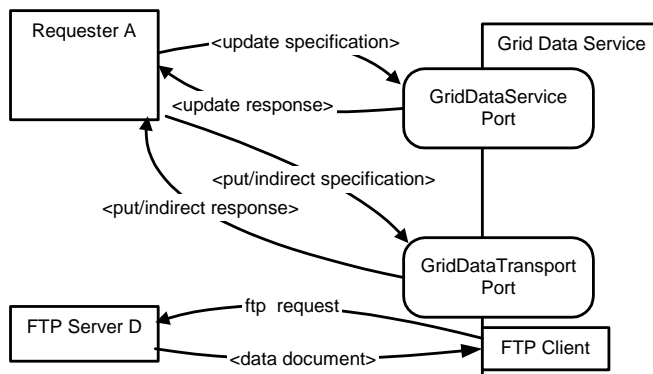 Requester A
<update specification>
Grid Data Service
<update response>
GridDataService
Port
<put/indirect specification>
<put/indirect response>
GridDataTransport
Port
ftp request
FTP Server D
FTP Client
<data document>